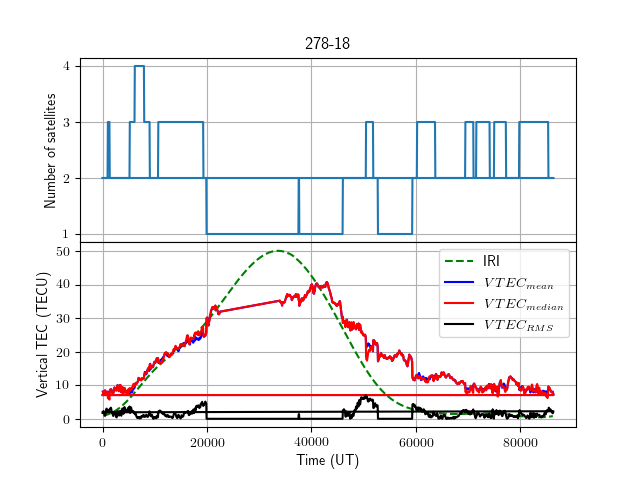 278-18
Number of satellites
4
3
2
1
Vertical TEC (TECU)
50
40
30
20
10
0
IRI
VTEC_mean
VTEC_median
VTEC_RMS
0 20000 40000 60000 80000
Time (UT)